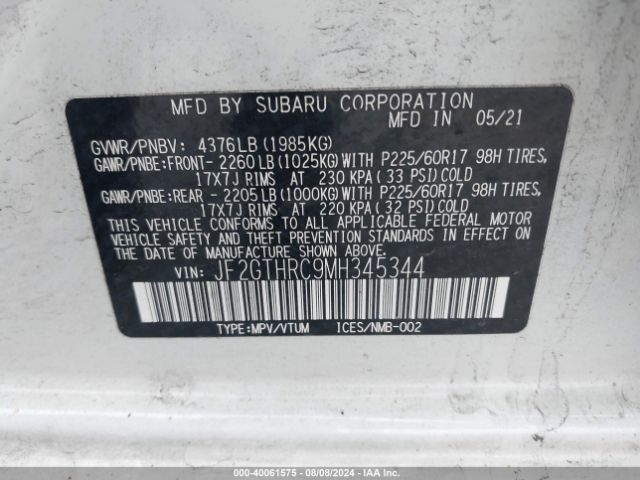 MFD BY SUBARU CORPORATION
MFD IN 05/21
GVWR/PNBV: 4376LB (1985KG)
GAWR/PNBE:FRONT- 2260 LB (1025KG)WITH P225/60R17 98H TIRES,
17X7J RIMS AT 230 KPA (33 PSI)COLD
GAWR/PNBE:REAR - 2205 LB (1000KG)WITH P225/60R17 98H TIRES,
17X7J RIMS AT 220 KPA (32 PSI)COLD
THIS VEHICLE CONFORMS TO ALL APPLICABLE FEDERAL MOTOR
VEHICLE SAFETY AND THEFT PREVENTION STANDARDS IN EFFECT ON
THE DATE OF MANUFACTURE SHOWN ABOVE.
VIN: JF2GTHRC9MH345344
TYPE:MPV/VTUM ICES/NMB-002
000-40061575 - 08/08/2024 - IAAI.com